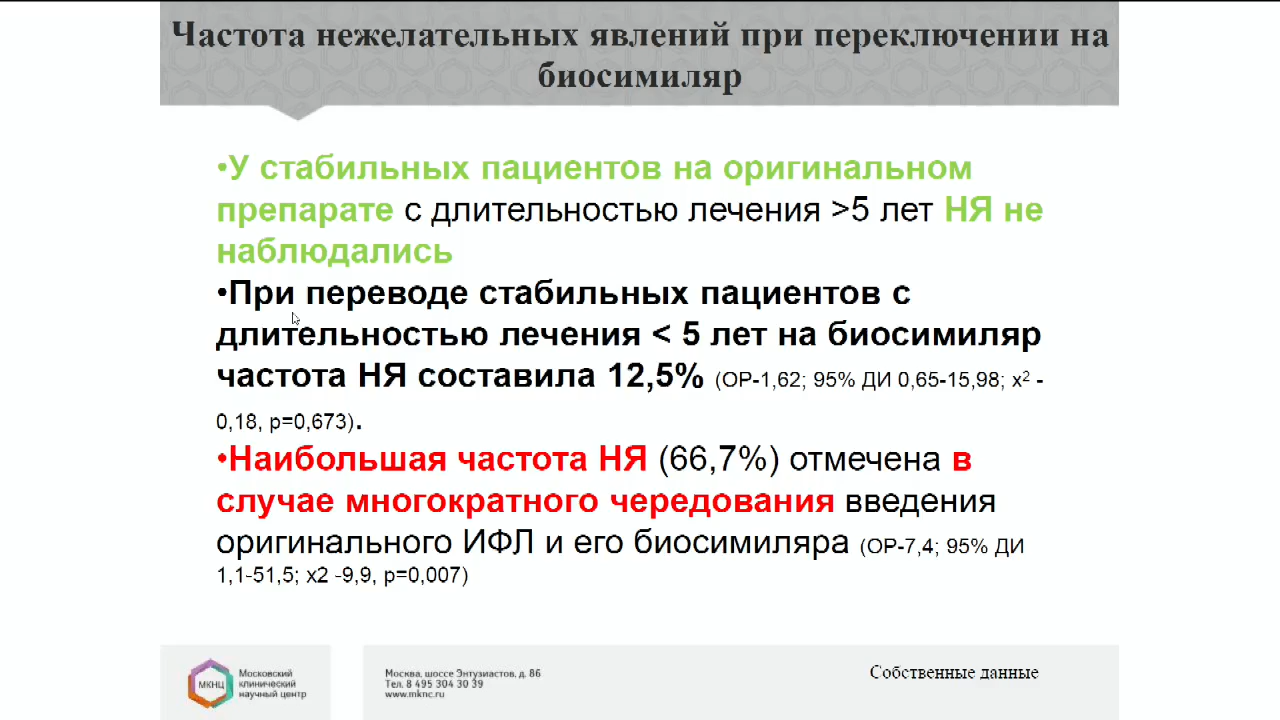 Частота нежелательных явлений при переключении на
биосимиляр
•У стабильных пациентов на оригинальном
препарате с длительностью лечения >5 лет НЯ не
наблюдались
•При переводе стабильных пациентов с
длительностью лечения < 5 лет на биосимиляр
частота НЯ составила 12,5% (ОР-1,62; 95% ДИ 0,65-15,98; x² -
0,18, p=0,673).
•Наибольшая частота НЯ (66,7%) отмечена в
случае многократного чередования введения
оригинального ИФЛ и его биосимиляра (ОР-7,4; 95% ДИ
1,1-51,5; x2 -9,9, p=0,007)
МКНЦ
Московский
клинический
научный центр
Москва, шоссе Энтузиастов, д. 86
Тел. 8 495 304 30 39
www.mknc.ru
Собственные данные